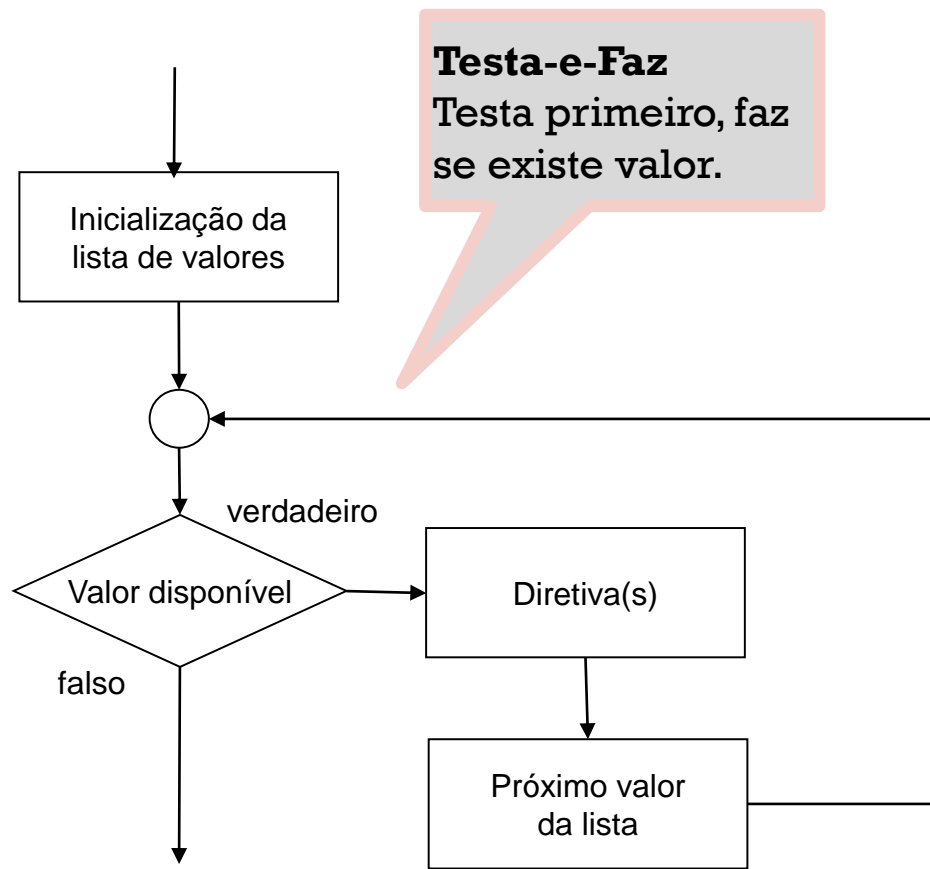 Testa-e-Faz
Testa primeiro, faz
se existe valor.
Inicialização da
lista de valores
verdadeiro
Valor disponível
Diretiva(s)
falso
Próximo valor
da lista